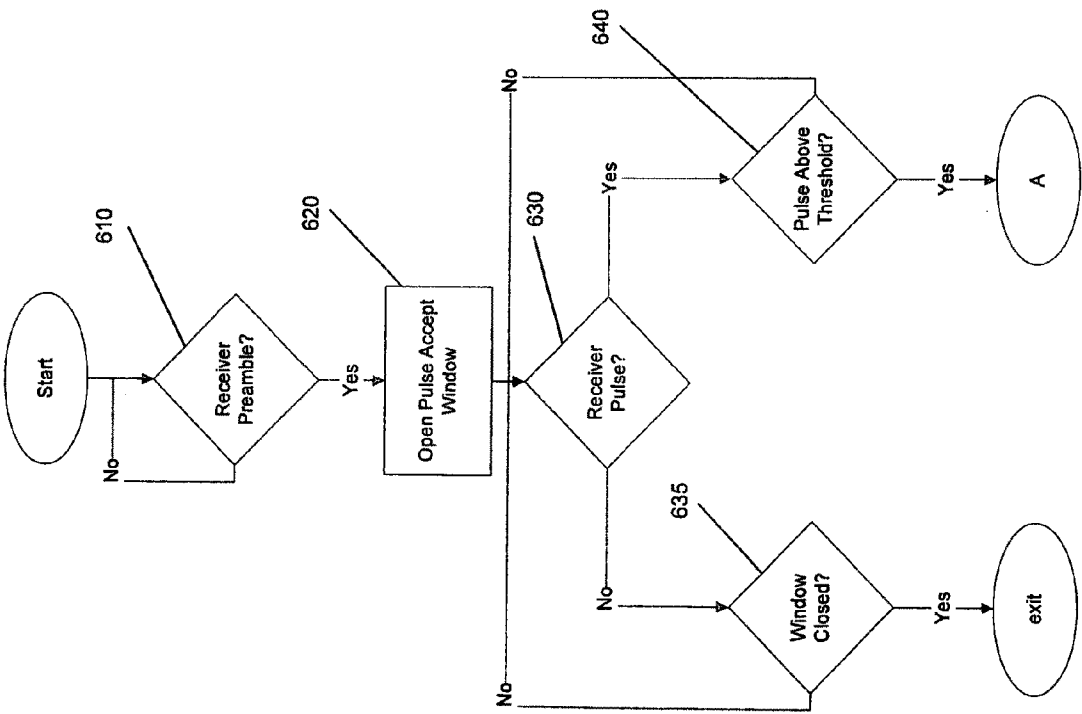 Start
610
Receiver
Preamble?
No
Yes
620
Open Pulse Accept
Window
No
No
630
Receiver
Pulse?
Yes
No
640
Pulse Above
Threshold?
635
Window
Closed?
Yes
Yes
A
exit